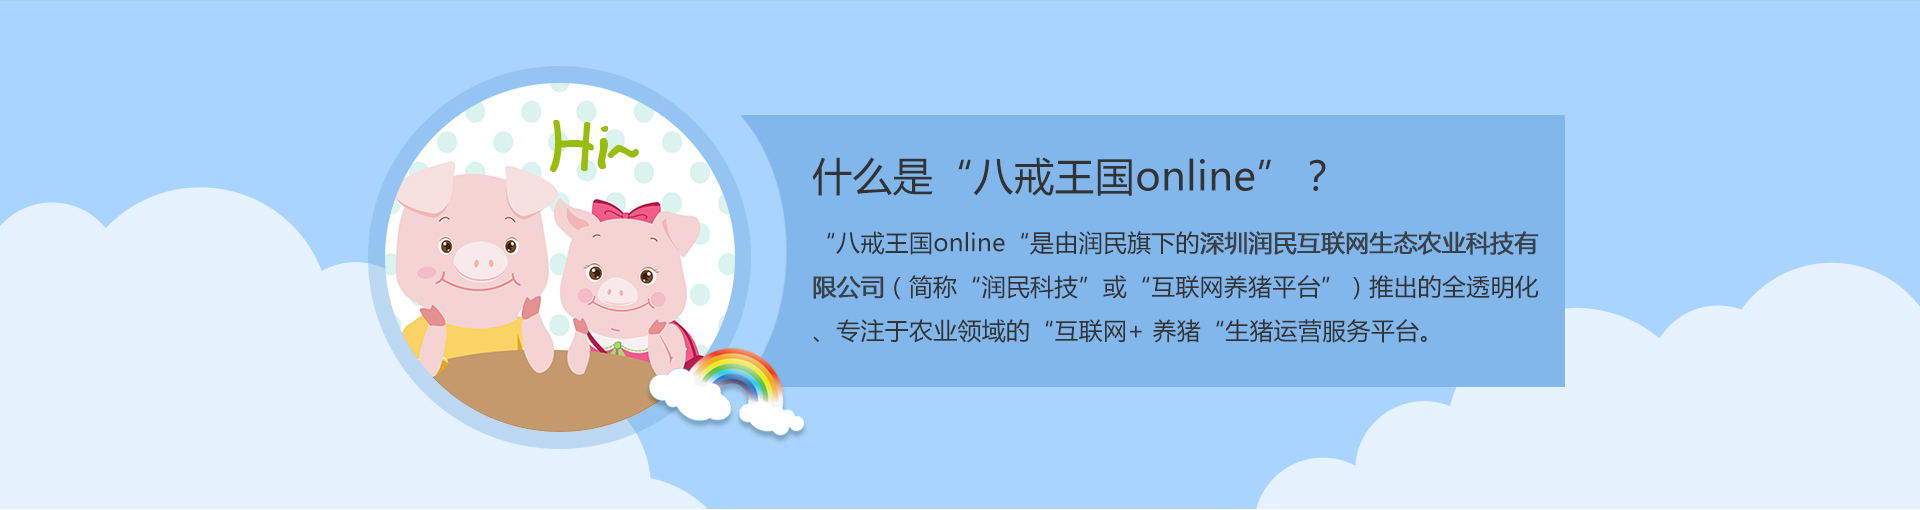 Hi~
什么是“八戒王国online”？
“八戒王国online“是由润民旗下的深圳润民互联网生态农业科技有
限公司（简称“润民科技”或“互联网养猪平台”）推出的全透明化
、专注于农业领域的“互联网+ 养猪“生猪运营服务平台。